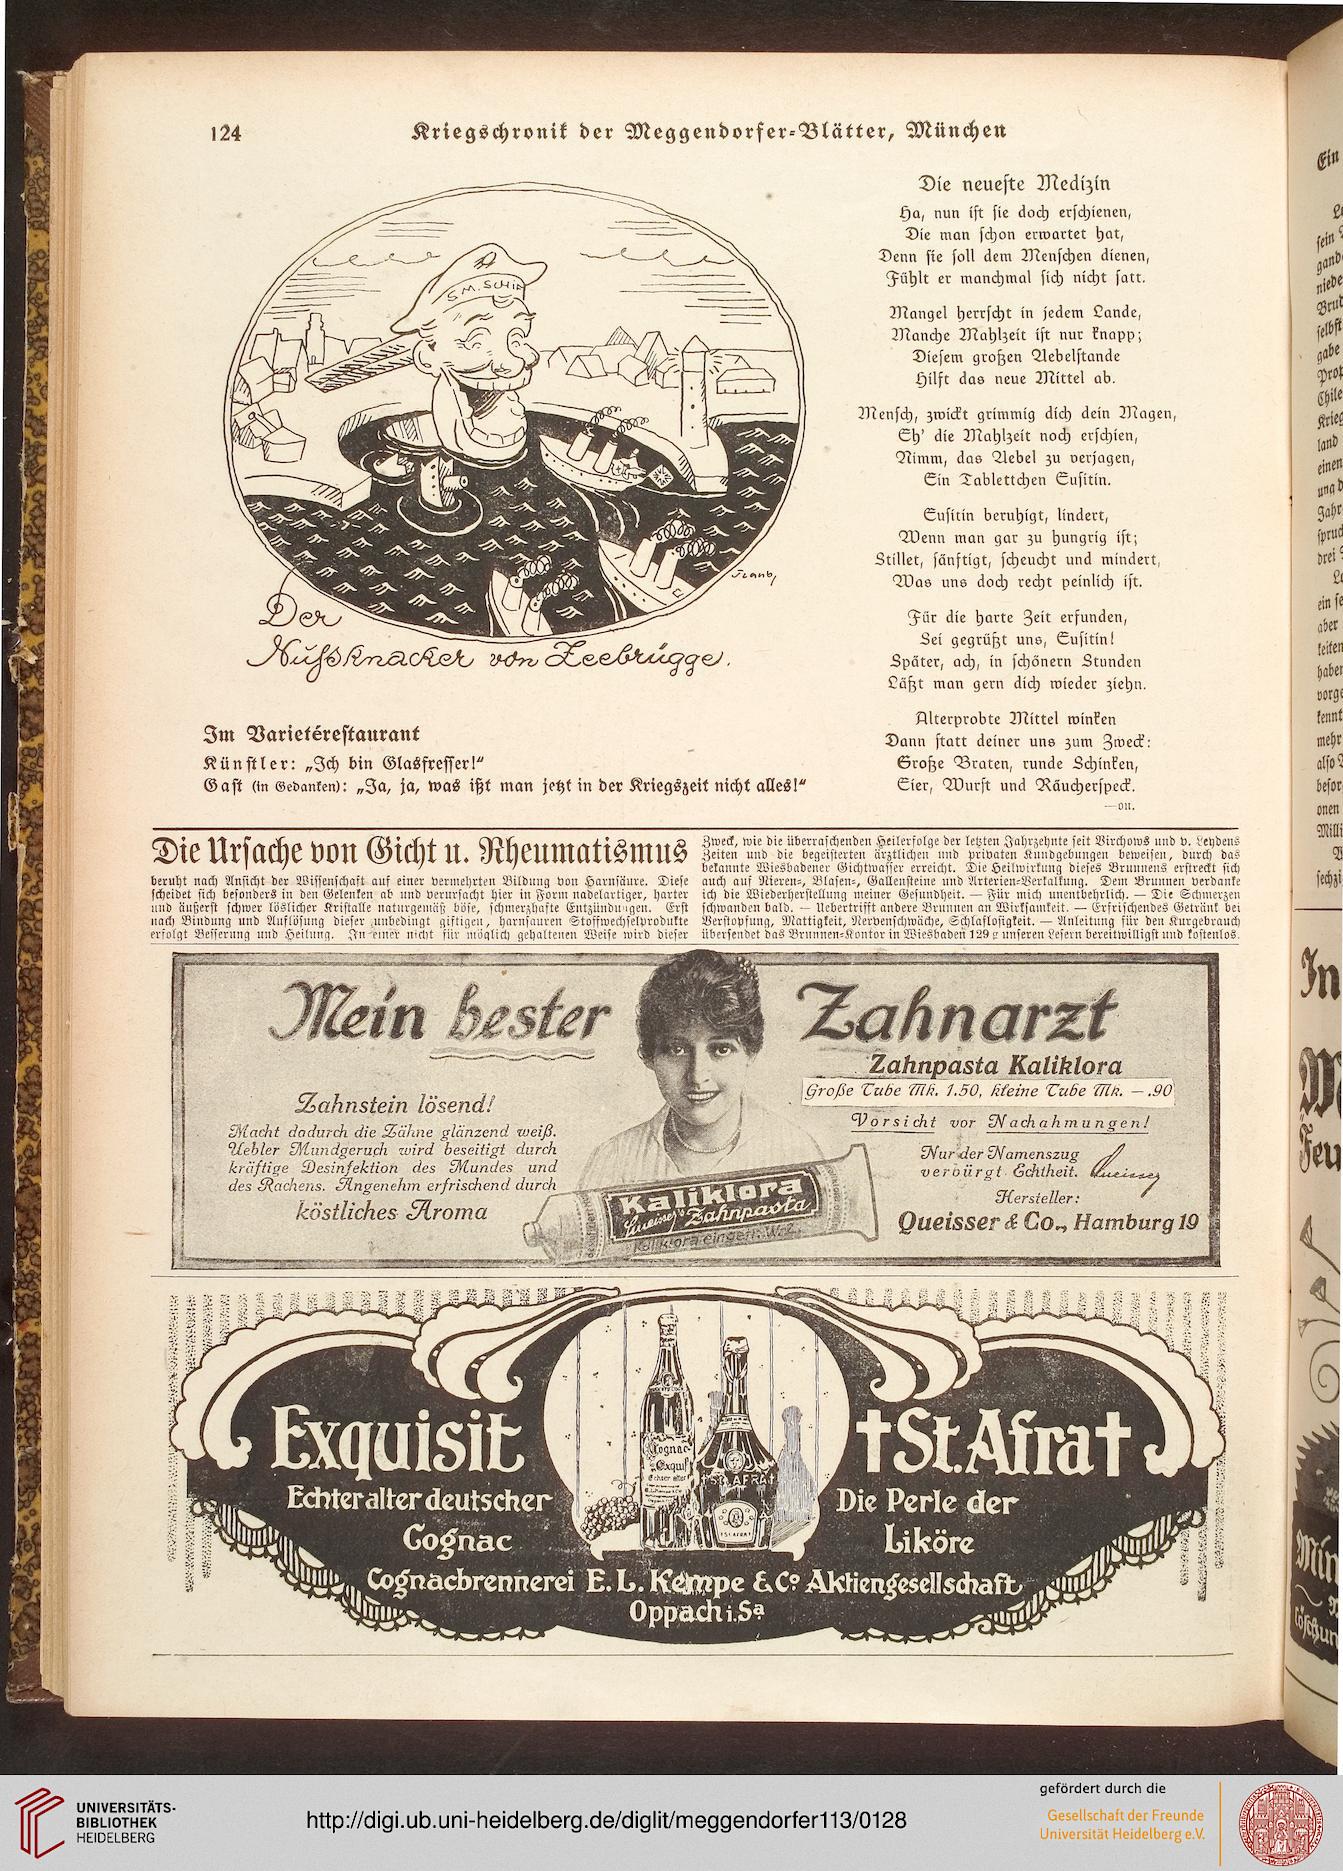 124
Kriegschronik der Meggendorfer-Blätter, München
S.M. Schif
Flanb,
Der
Nußknacker von Zeebrügge.
Die neueste Medizin
Ha, nun ist sie doch erschienen,
Die man schon erwartet hat,
Denn sie soll dem Menschen dienen,
Fühlt er manchmal sich nicht satt.
Mangel herrscht in jedem Lande,
Manche Mahlzeit ist nur knapp;
Diesem großen Uebelstande
Hilft das neue Mittel ab.
Mensch, zwickt grimmig dich dein Magen,
Eh' die Mahlzeit noch erschien,
Nimm, das Uebel zu verjagen,
Ein Tablettchen Eusitin.
Eusitin beruhigt, lindert,
Wenn man gar zu hungrig ist;
Stillet, sänftigt, scheucht und mindert,
Was uns doch recht peinlich ist.
Für die harte Zeit erfunden,
Sei gegrüßt uns, Eusitin!
Später, ach, in schönern Stunden
Läßt man gern dich wieder ziehn.
Alterprobte Mittel winken
Dann statt deiner uns zum Zweck:
Große Braten, runde Schinken,
Eier, Wurst und Räucherspeck.
—on.
Im Varietérestaurant
Künstler: „Ich bin Glasfresser!“
Gast (in Gedanken): „Ja, ja, was ißt man jetzt in der Kriegszeit nicht alles!“
Die Ursache von Gicht u. Rheumatismus
beruht nach Ansicht der Wissenschaft auf einer vermehrten Bildung von Harnsäure. Diese
scheidet sich besonders in den Gelenken ab und verursacht hier in Form nadelartiger, harter
und äußerst schwer löslicher Kristalle naturgemäß böse, schmerzhafte Entzündungen. Erst
nach Bindung und Auflösung dieser unbedingt giftigen, harnsauren Stoffwechselprodukte
erfolgt Besserung und Heilung. In einer nicht für möglich gehaltenen Weise wird dieser
Zweck, wie die überraschenden Heilerfolge der letzten Jahrzehnte seit Virchows und v. Leydens
Zeiten und die begeisterten ärztlichen und privaten Kundgebungen beweisen, durch das
bekannte Wiesbadener Gichtwasser erreicht. Die Heilwirkung dieses Brunnens erstreckt sich
auch auf Nieren-, Blasen-, Gallensteine und Arterien-Verkalkung. Dem Brunnen verdanke
ich die Wiederherstellung meiner Gesundheit. — Für mich unentbehrlich. — Die Schmerzen
schwanden bald. — Uebertrifft andere Brunnen an Wirksamkeit. — Erfrischendes Getränk bei
Verstopfung, Mattigkeit, Nervenschwäche, Schlaflosigkeit. — Anleitung für den Kurgebrauch
übersendet das Brunnen-Kontor in Wiesbaden 129 g unseren Lesern bereitwilligst und kostenlos.
Mein bester Zahnarzt
Zahnpasta Kaliklora
Große Tube Mk. 1.50, kleine Tube Mk. –.90
Vorsicht vor Nachahmungen!
Nur der Namenszug
verbürgt Echtheit. Queisser
Hersteller:
Queisser & Co., Hamburg 19
Zahnstein lösend!
Macht dadurch die Zähne glänzend weiß.
Uebler Mundgeruch wird beseitigt durch
kräftige Desinfektion des Mundes und
des Rachens. Angenehm erfrischend durch
köstliches Aroma
Kaliklora
Queisser's Zahnpasta
Kaliklora eingetr. W.Z.
Exquisit
Echter alter deutscher
Cognac
Cognac
Exquisit
Echter alter
ST. AFRA
†St. Afra†
Die Perle der
Liköre
Cognacbrennerei E. L. Kempe & Co Aktiengesellschaft
Oppach i. Sa
UNIVERSITÄTS-
BIBLIOTHEK
HEIDELBERG
http://digi.ub.uni-heidelberg.de/diglit/meggendorfer113/0128
gefördert durch die
Gesellschaft der Freunde
Universität Heidelberg e.V.